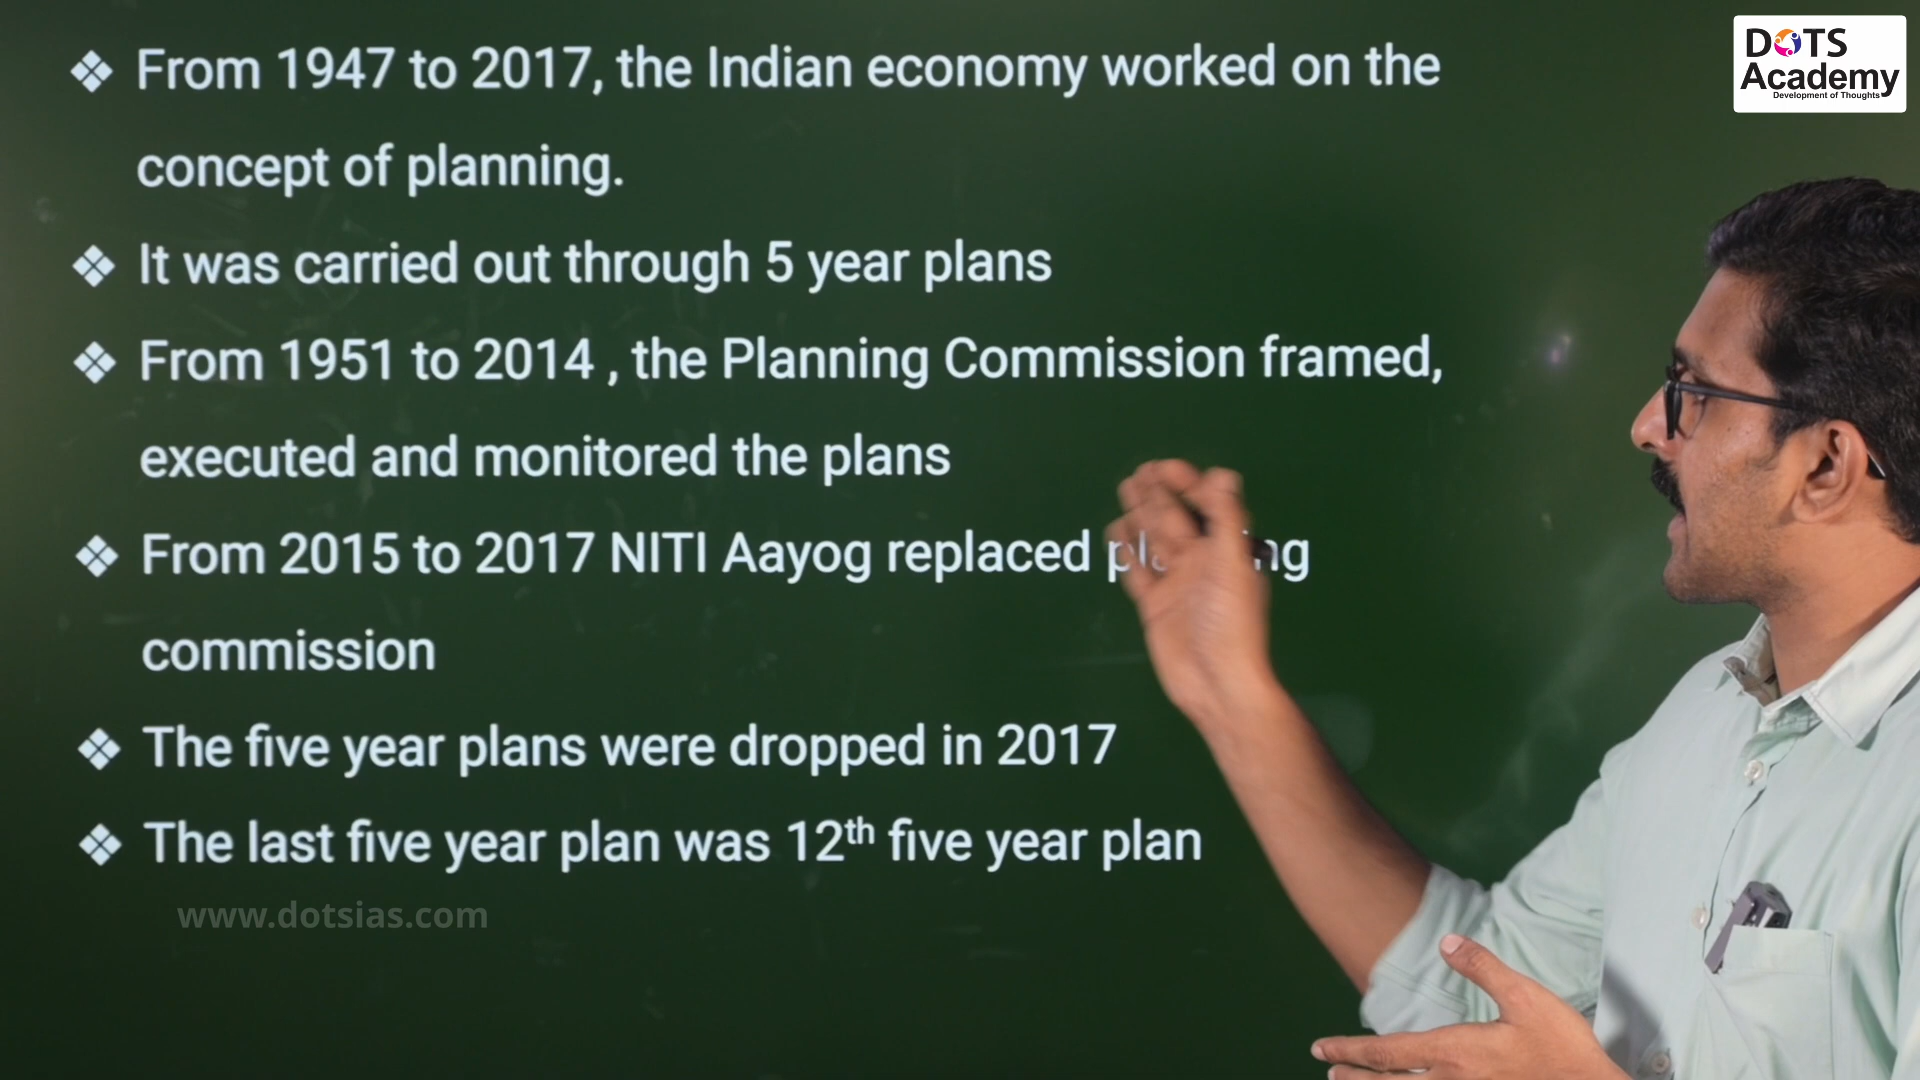 DOTS
Academy
Development of Thoughts
❖ From 1947 to 2017, the Indian economy worked on the
concept of planning.
❖ It was carried out through 5 year plans
❖ From 1951 to 2014 , the Planning Commission framed,
executed and monitored the plans
❖ From 2015 to 2017 NITI Aayog replaced
commission
❖ The five year plans were dropped in 2017
❖ The last five year plan was 12th five year plan
www.dotsias.com